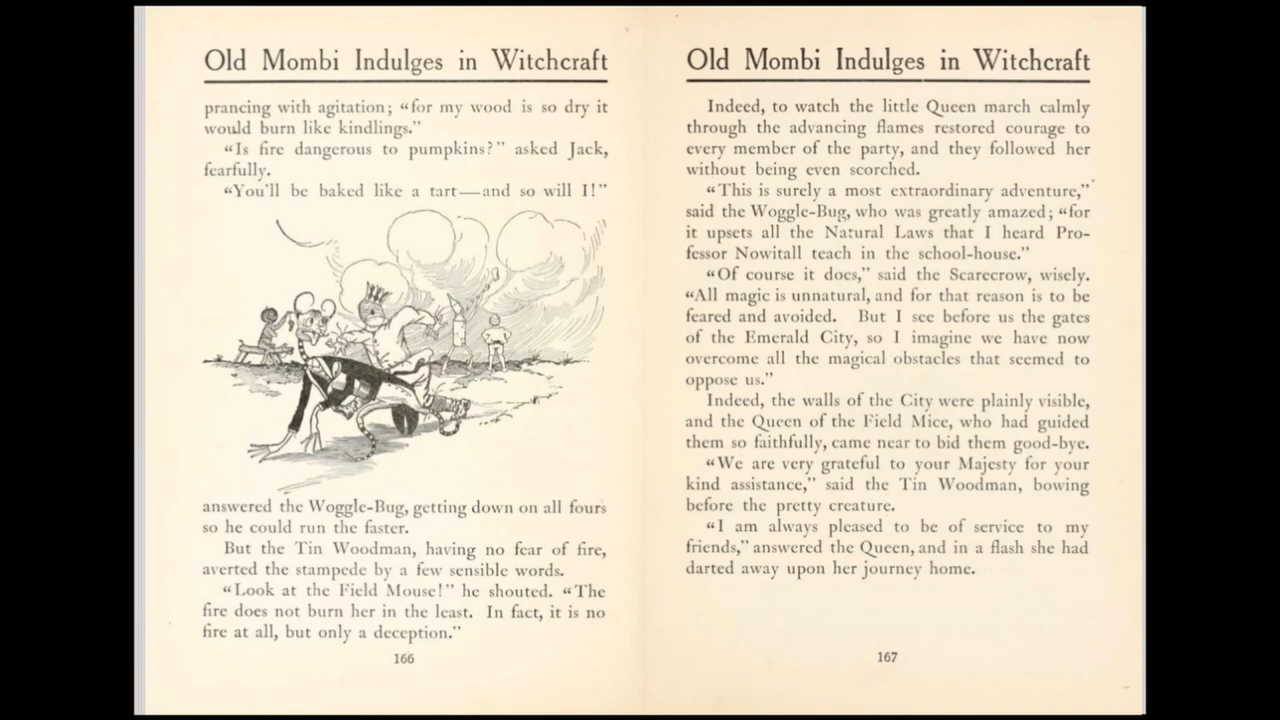 Old Mombi Indulges in Witchcraft
prancing with agitation; “for my wood is so dry it
would burn like kindlings.”
“Is fire dangerous to pumpkins?” asked Jack,
fearfully.
“You’ll be baked like a tart—and so will I!”
answered the Woggle-Bug, getting down on all fours
so he could run the faster.
But the Tin Woodman, having no fear of fire,
averted the stampede by a few sensible words.
“Look at the Field Mouse!” he shouted. “The
fire does not burn her in the least. In fact, it is no
fire at all, but only a deception.”
166
Old Mombi Indulges in Witchcraft
Indeed, to watch the little Queen march calmly
through the advancing flames restored courage to
every member of the party, and they followed her
without being even scorched.
“This is surely a most extraordinary adventure,”
said the Woggle-Bug, who was greatly amazed; “for
it upsets all the Natural Laws that I heard Pro-
fessor Nowitall teach in the school-house.”
“Of course it does,” said the Scarecrow, wisely.
“All magic is unnatural, and for that reason is to be
feared and avoided. But I see before us the gates
of the Emerald City, so I imagine we have now
overcome all the magical obstacles that seemed to
oppose us.”
Indeed, the walls of the City were plainly visible,
and the Queen of the Field Mice, who had guided
them so faithfully, came near to bid them good-bye.
“We are very grateful to your Majesty for your
kind assistance,” said the Tin Woodman, bowing
before the pretty creature.
“I am always pleased to be of service to my
friends,” answered the Queen, and in a flash she had
darted away upon her journey home.
167